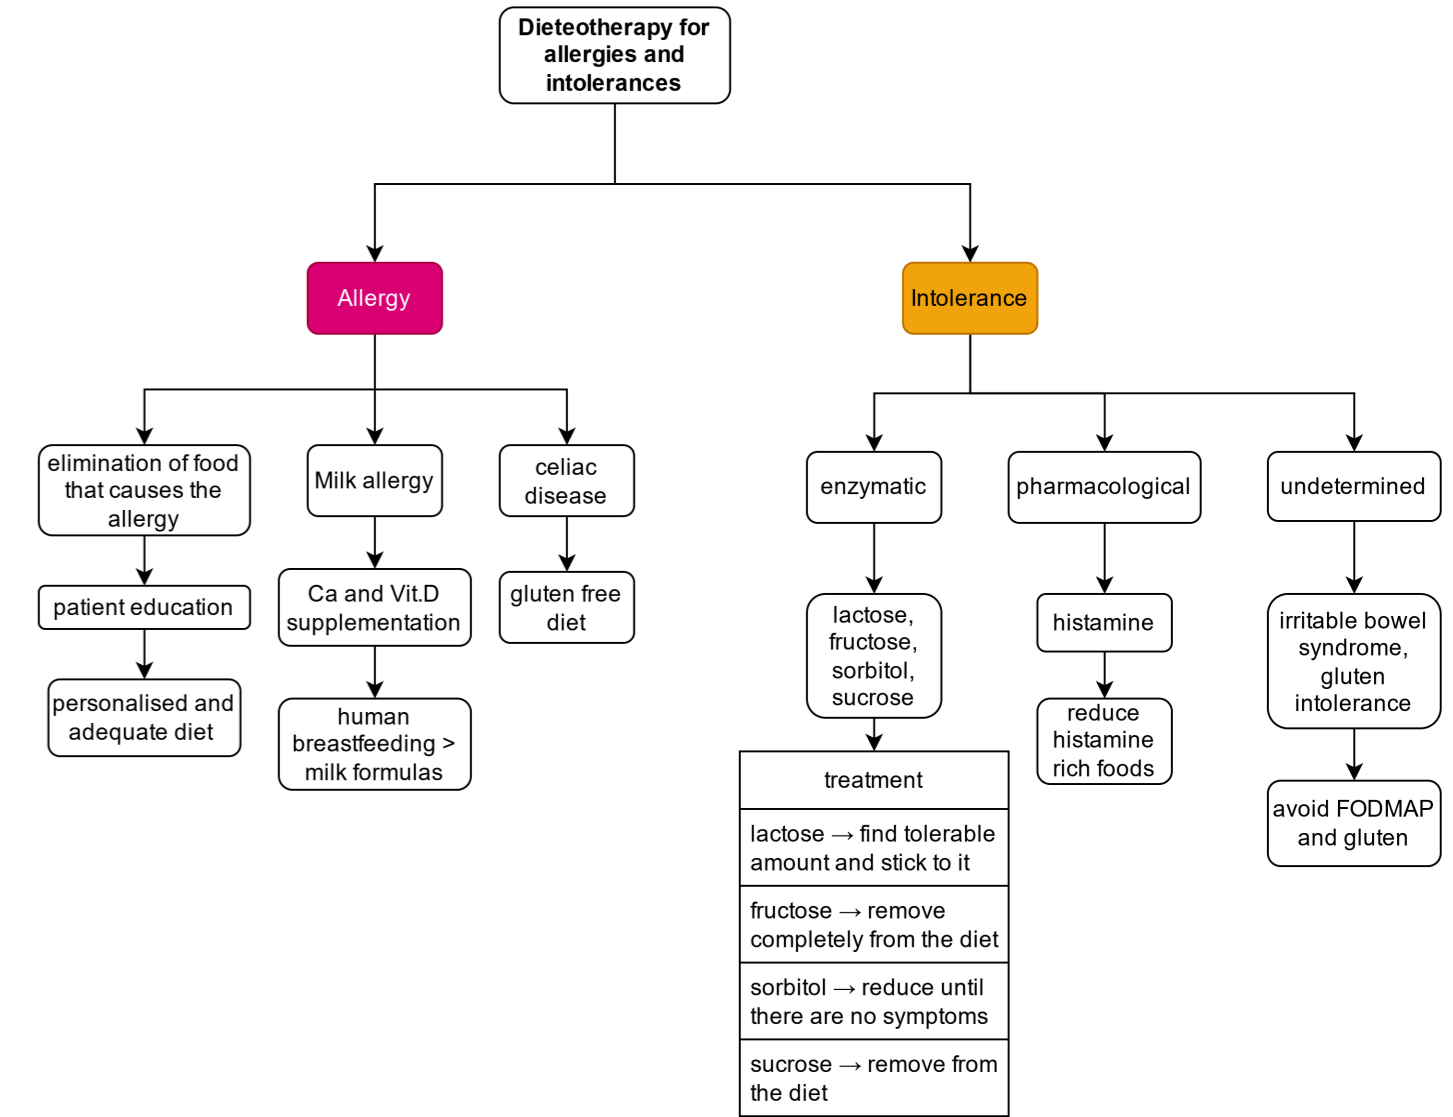 Dieteotherapy for
allergies and
intolerances
Allergy
Intolerance
elimination of food
that causes the
allergy
Milk allergy
celiac
disease
enzymatic
pharmacological
undetermined
patient education
Ca and Vit.D
supplementation
gluten free
diet
lactose,
fructose,
sorbitol,
sucrose
histamine
irritable bowel
syndrome,
gluten
intolerance
personalised and
adequate diet
human
breastfeeding >
milk formulas
reduce
histamine
rich foods
avoid FODMAP
and gluten
treatment
lactose → find tolerable
amount and stick to it
fructose → remove
completely from the diet
sorbitol → reduce until
there are no symptoms
sucrose → remove from
the diet